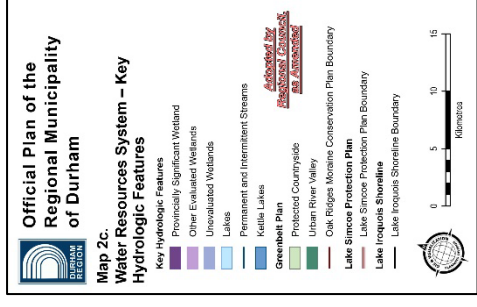 DURHAM
REGION
Official Plan of the
Regional Municipality
of Durham
Map 2c.
Water Resources System – Key
Hydrologic Features
Key Hydrologic Features
Provincially Significant Wetland
Other Evaluated Wetlands
Unevaluated Wetlands
Lakes
Permanent and Intermittent Streams
Kettle Lakes
Greenbelt Plan
Protected Countryside
Urban River Valley
Oak Ridges Moraine Conservation Plan Boundary
Lake Simcoe Protection Plan
Lake Simcoe Protection Plan Boundary
Lake Iroquois Shoreline
Lake Iroquois Shoreline Boundary
Adopted by
Regional Council
as Amended
0 5 10 15
Kilometres